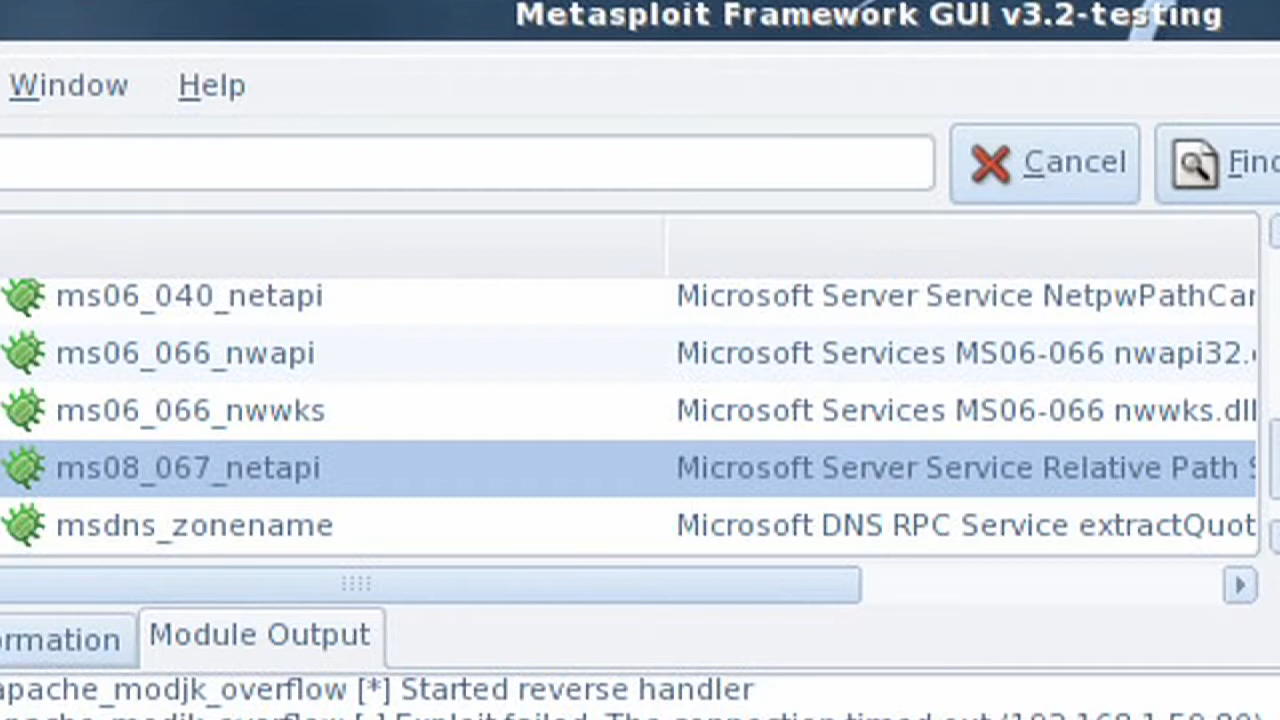 Metasploit Framework GUI v3.2-testing
Window Help
Cancel
ms06_040_netapi Microsoft Server Service NetpwPathCan
ms06_066_nwapi Microsoft Services MS06-066 nwapi32.
ms06_066_nwwks Microsoft Services MS06-066 nwwks.dll
ms08_067_netapi Microsoft Server Service Relative Path S
msdns_zonename Microsoft DNS RPC Service extractQuot
ormation Module Output
apache_modjk_overflow [*] Started reverse handler